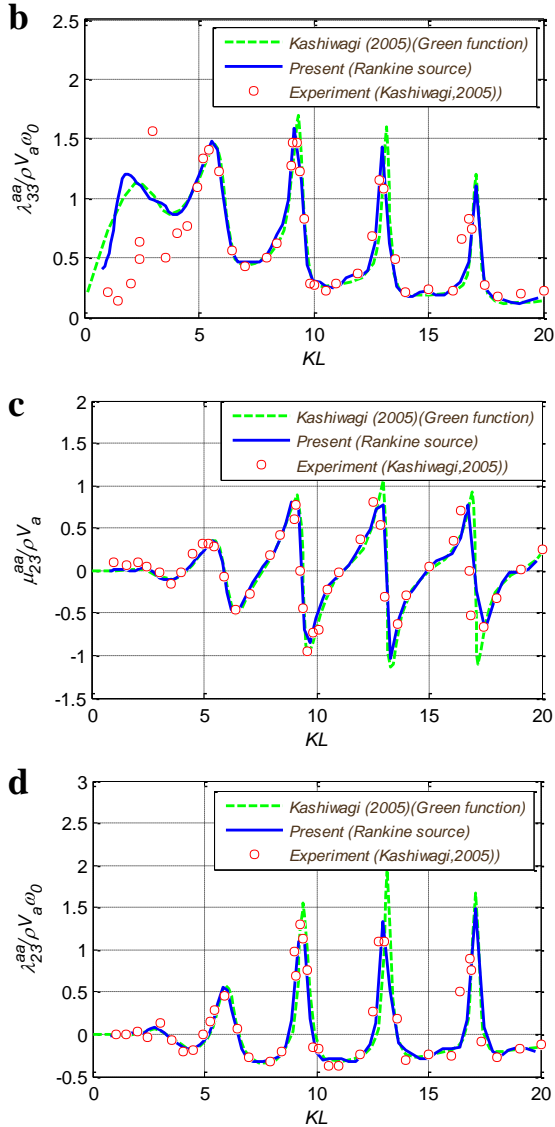 b
2.5
2
1.5
1
0.5
0
0
5
10
15
20
KL
λ₃₃ᵃᵃ/ρVₐω₀
Kashiwagi (2005)(Green function)
Present (Rankine source)
Experiment (Kashiwagi,2005))
c
2
1.5
1
0.5
0
-0.5
-1
-1.5
0
5
10
15
20
KL
μ₂₃ᵃᵃ/ρVₐ
Kashiwagi (2005)(Green function)
Present (Rankine source)
Experiment (Kashiwagi,2005))
d
3
2.5
2
1.5
1
0.5
0
-0.5
0
5
10
15
20
KL
λ₂₃ᵃᵃ/ρVₐω₀
Kashiwagi (2005)(Green function)
Present (Rankine source)
Experiment (Kashiwagi,2005))